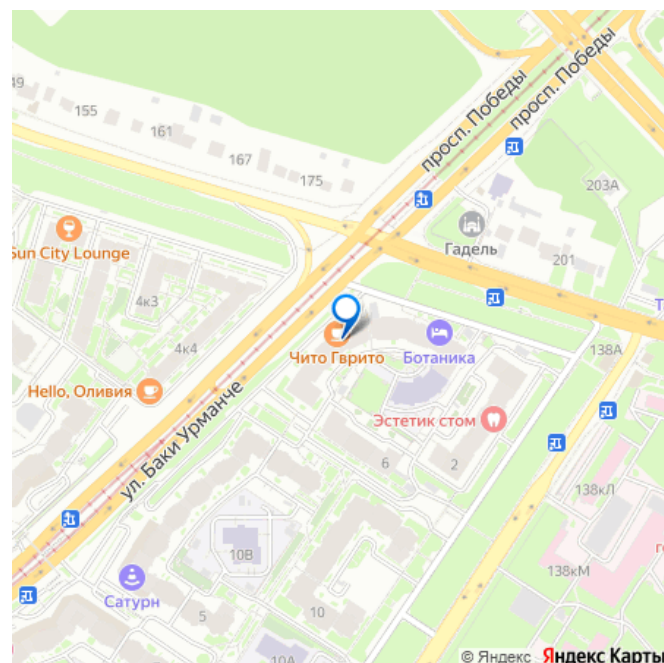 просп. Победы
просп. Победы
155
161
167
175
203А
Гадель
201
Sun City Lounge
4к3
4к4
Чито Гврито
Ботаника
138А
Hello, Оливия
Эстетик стом
ул. Баки Урманче
6
2
138кЛ
10В
138кМ
Сатурн
5
10
10А
© Яндекс Яндекс Карты